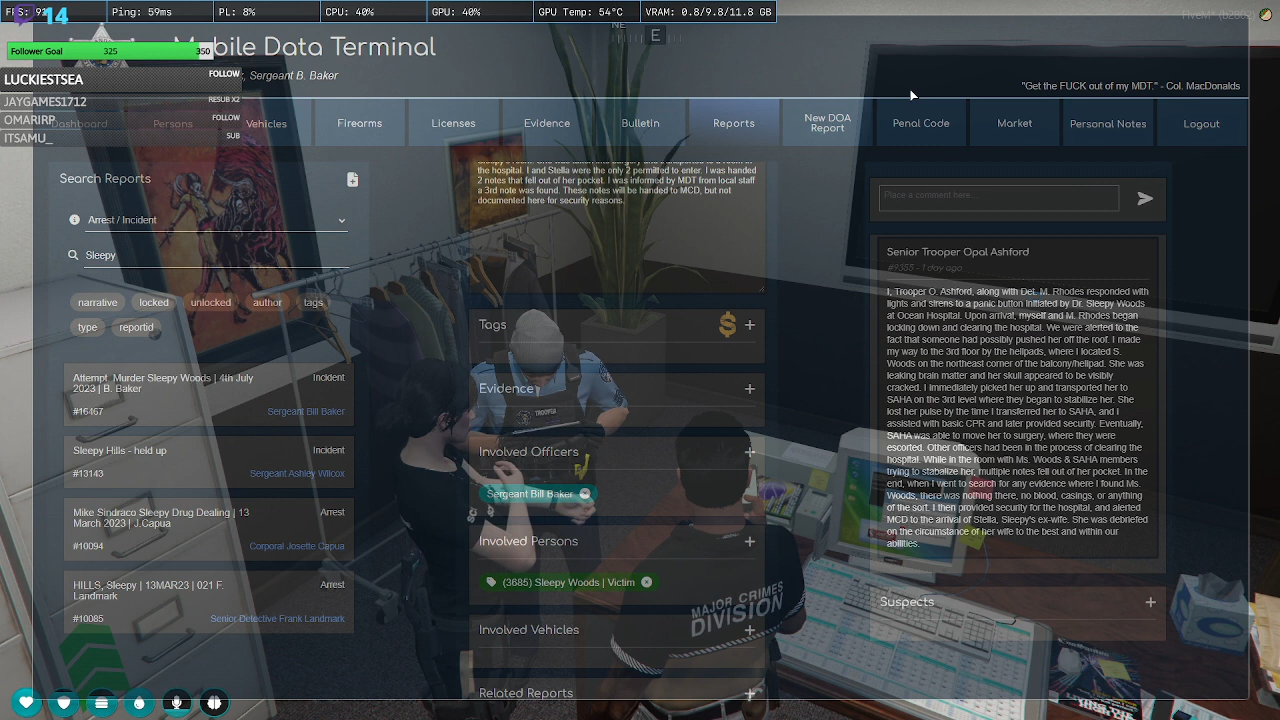 14
Ping: 59ms
PL: 8%
CPU: 40%
GPU: 40%
GPU Temp: 54°C
VRAM: 0.8/9.8/11.8 GB
NE
E
Mobile Data Terminal
Sergeant B. Baker
"Get the FUCK out of my MDT." - Col. MacDonalds
Follower Goal
325
350
LUCKIESTSEA
FOLLOW
JAYGAMES1712
RESUB X2
OMARIRP
FOLLOW
ITSAMU_
SUB
Dashboard
Persons
Vehicles
Firearms
Licenses
Evidence
Bulletin
Reports
New DOA
Report
Penal Code
Market
Personal Notes
Logout
Search Reports
Arrest / Incident
Sleepy
narrative
locked
unlocked
author
tags
type
reportid
Attempt. Murder Sleepy Woods | 4th July
2023 | B. Baker
Incident
#16467
Sergeant Bill Baker
Sleepy Hills - held up
Incident
#13143
Sergeant Ashley Wilcox
Mike Sindraco Sleepy Drug Dealing | 13
March 2023 | J.Capua
Arrest
#10094
Corporal Josette Capua
HILLS, Sleepy | 13MAR23 | 021 F.
Landmark
Arrest
#10085
Senior Detective Frank Landmark
the hospital. I and Stella were the only 2 permitted to enter. I was handed
2 notes that fell out of her pocket. I was informed by MDT from local staff
a 3rd note was found. These notes will be handed to MCD, but not
documented here for security reasons.
Tags
Evidence
Involved Officers
Sergeant Bill Baker
Involved Persons
(3685) Sleepy Woods | Victim
Involved Vehicles
Related Reports
TROOPER
MAJOR CRIMES
DIVISION
Place a comment here...
Senior Trooper Opal Ashford
#9355 - 1 day ago
I, Trooper O. Ashford, along with Det. M. Rhodes responded with
lights and sirens to a panic button initiated by Dr. Sleepy Woods
at Ocean Hospital. Upon arrival, myself and M. Rhodes began
locking down and clearing the hospital. We were alerted to the
fact that someone had possibly pushed her off the roof. I made
my way to the 3rd floor by the helipads, where I located S.
Woods on the northeast corner of the balcony/helipad. She was
leaking brain matter and her skull appeared to be visibly
cracked. I immediately picked her up and transported her to
SAHA on the 3rd level where they began to stabilize her. She
lost her pulse by the time I transferred her to SAHA, and I
assisted with basic CPR and later provided security. Eventually,
SAHA was able to move her to surgery, where they were
escorted. Other officers had been in the process of clearing the
hospital. While in the room with Ms. Woods & SAHA members
trying to stabalize her, multiple notes fell out of her pocket. In the
end, when I went to search for any evidence where I found Ms.
Woods, there was nothing there, no blood, casings, or anything
of the sort. I then provided security for the hospital, and alerted
MCD to the arrival of Stella, Sleepy's ex-wife. She was debriefed
on the circumstance of her wife to the best and within our
abilities.
Suspects